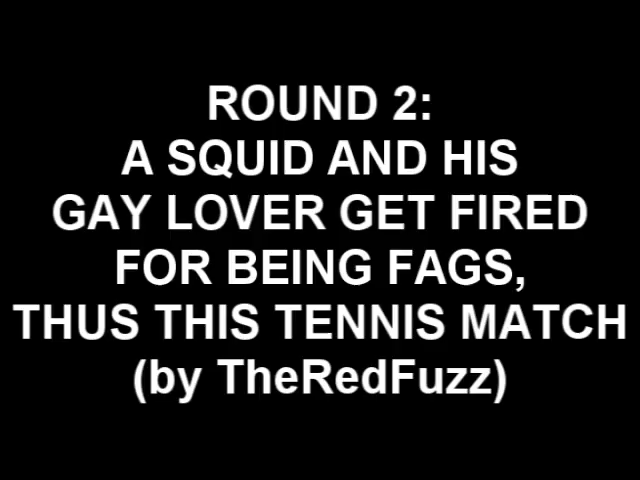 ROUND 2:
A SQUID AND HIS
GAY LOVER GET FIRED
FOR BEING FAGS,
THUS THIS TENNIS MATCH
(by TheRedFuzz)